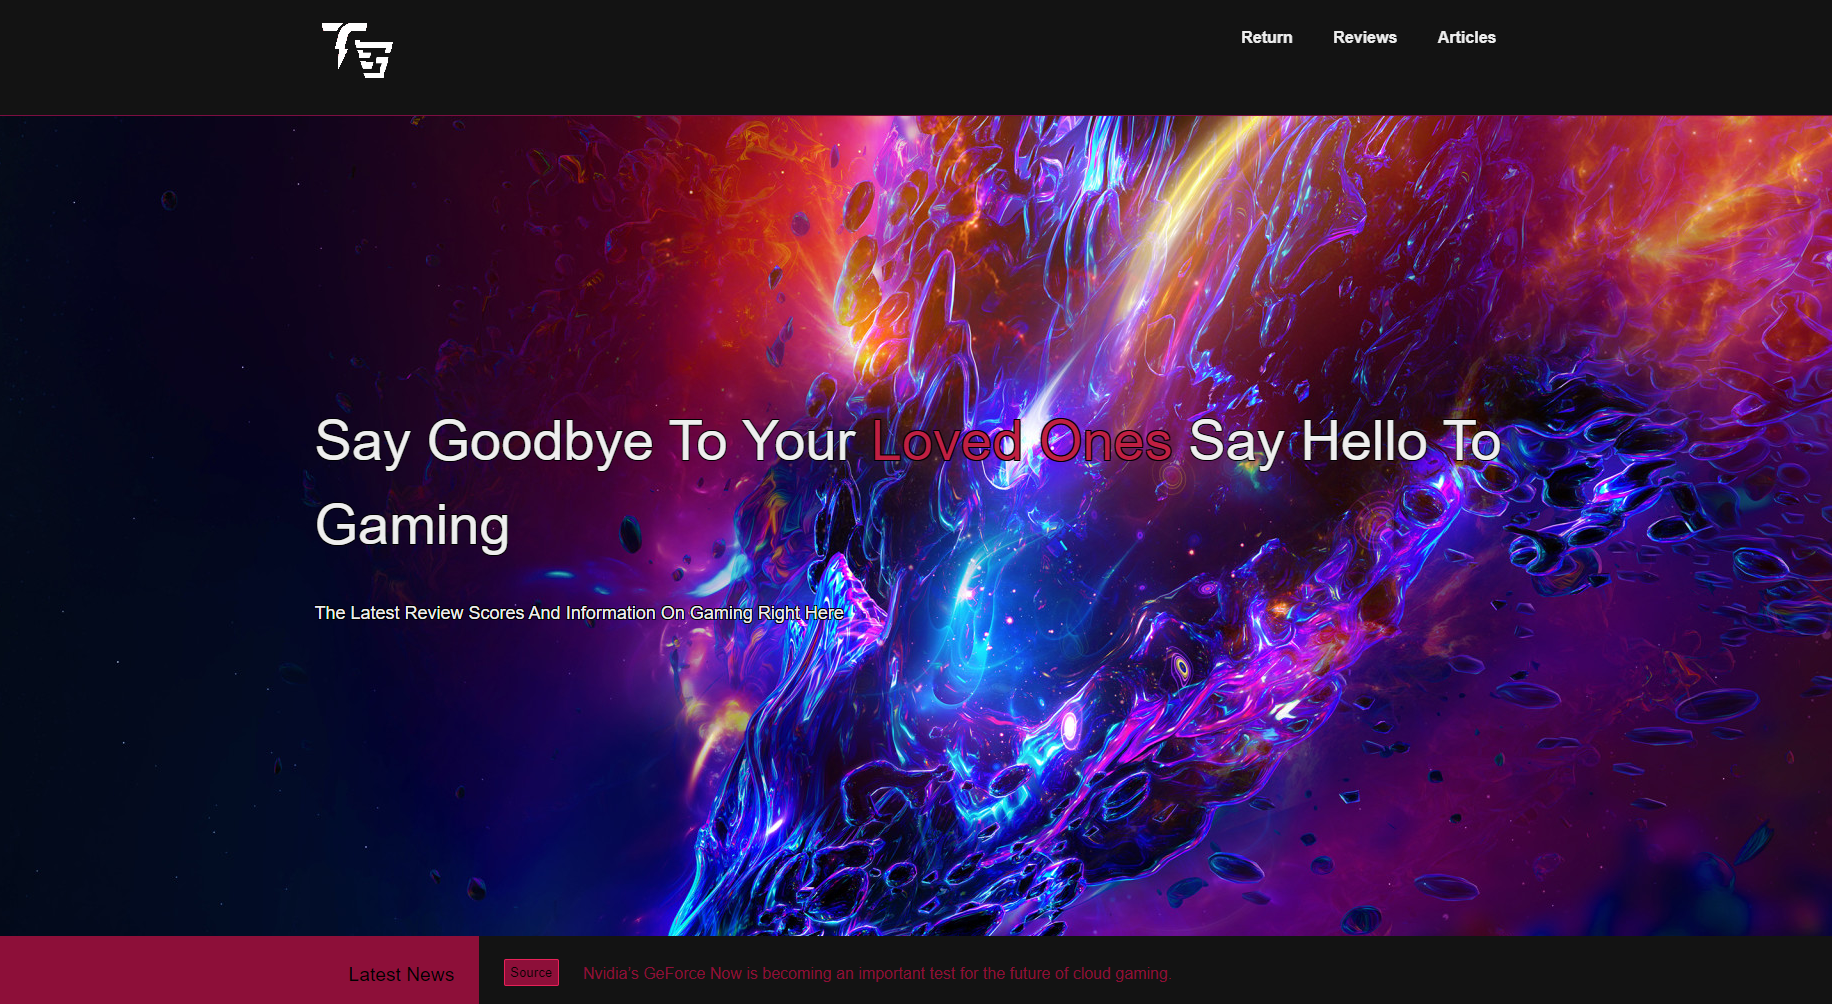 TG
Return Reviews Articles
Say Goodbye To Your Loved Ones Say Hello To
Gaming
The Latest Review Scores And Information On Gaming Right Here
Latest News Source Nvidia's GeForce Now is becoming an important test for the future of cloud gaming.